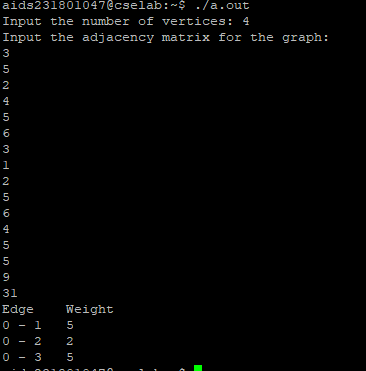 aids231801047@cselab:~$ ./a.out
Input the number of vertices: 4
Input the adjacency matrix for the graph:
3
5
2
4
5
6
3
1
2
5
6
4
5
5
9
31
Edge    Weight
0 - 1   5
0 - 2   2
0 - 3   5
aids231801047@cselab:~$